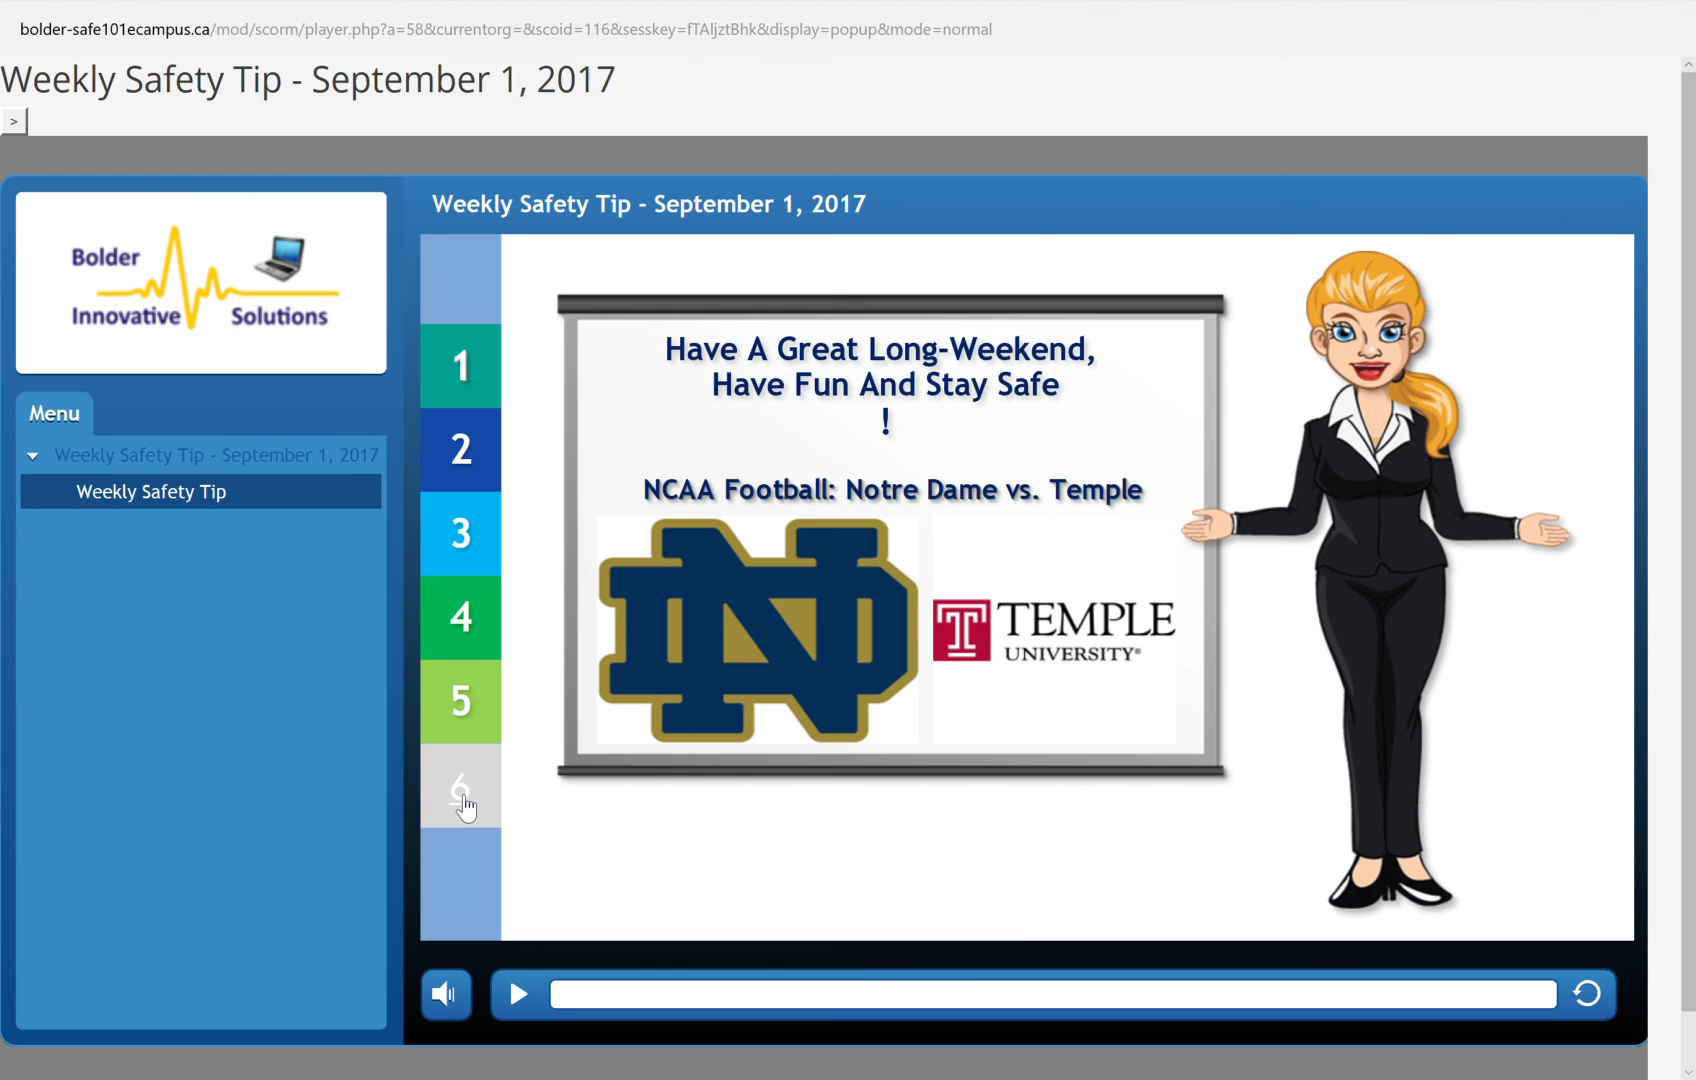 bolder-safe101ecampus.ca/mod/scorm/player.php?a=58&currentorg=&scoid=116&sesskey=fTAljztBhk&display=popup&mode=normal
Weekly Safety Tip - September 1, 2017
>
Bolder
Innovative Solutions
Menu
Weekly Safety Tip - September 1, 2017
Weekly Safety Tip
Weekly Safety Tip - September 1, 2017
1
2
3
4
5
6
Have A Great Long-Weekend,
Have Fun And Stay Safe
!
NCAA Football: Notre Dame vs. Temple
ND
T TEMPLE
UNIVERSITY®